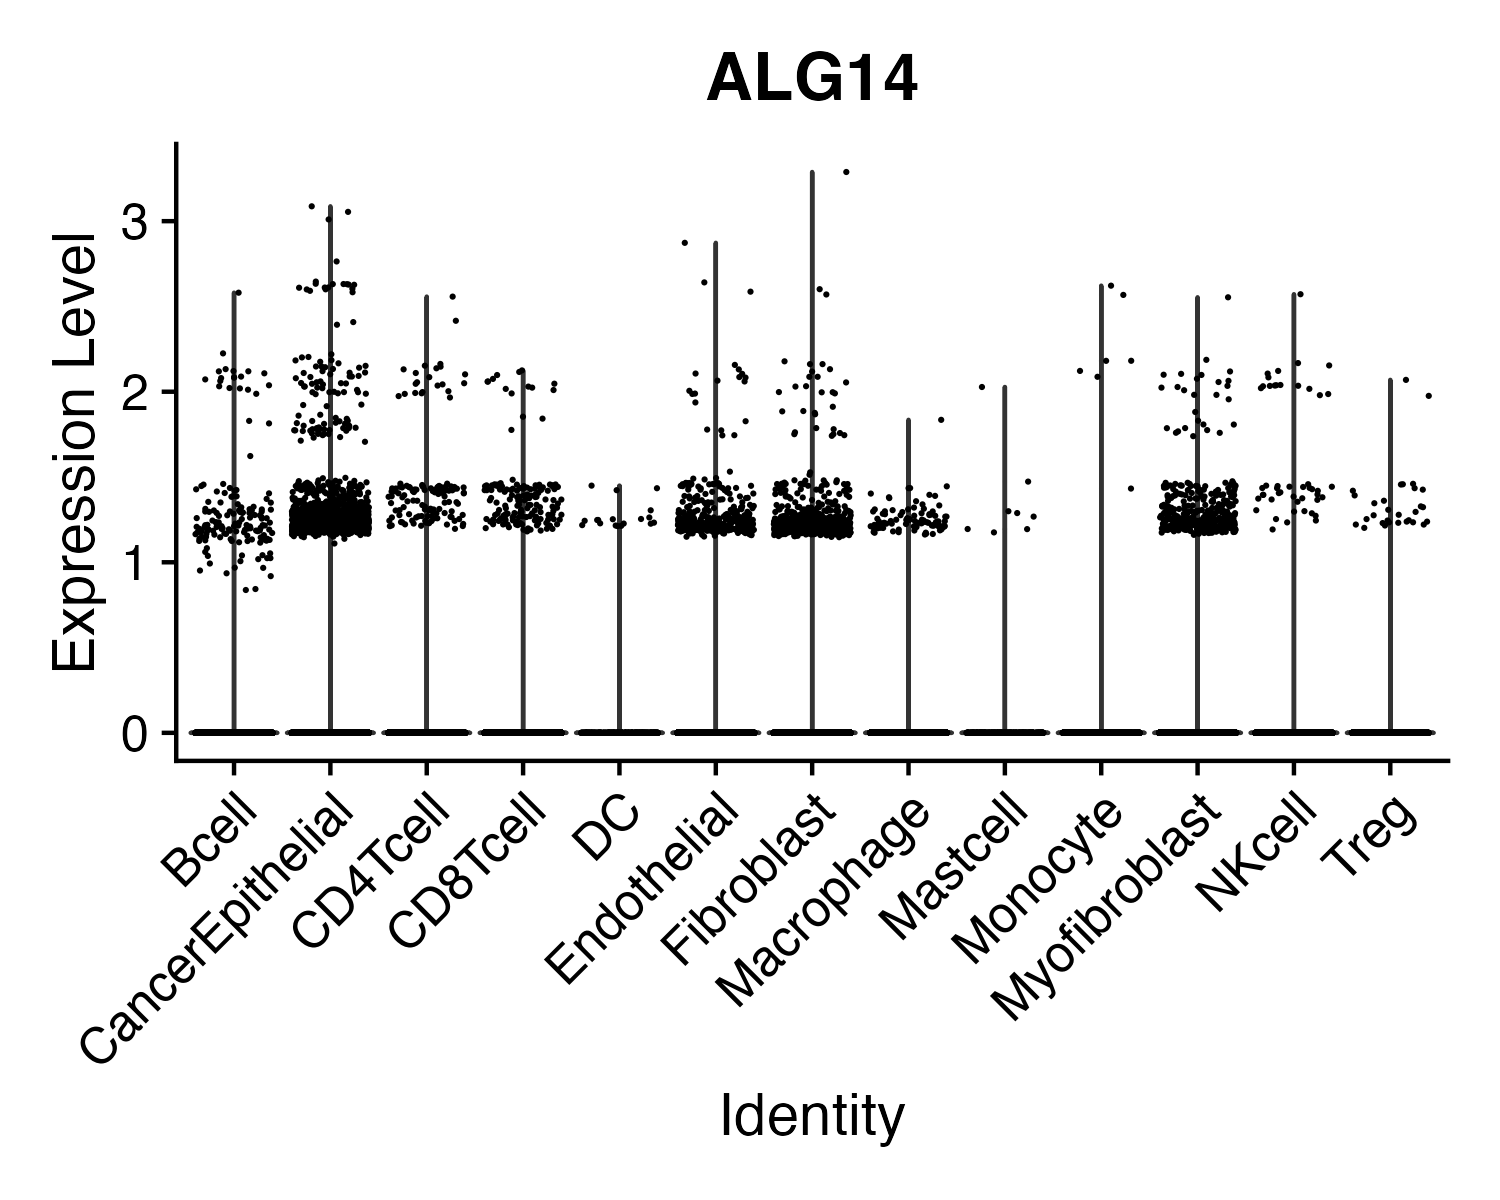 ALG14
Expression Level
3
2
1
0
Bcell
CancerEpithelial
CD4Tcell
CD8Tcell
DC
Endothelial
Fibroblast
Macrophage
Mastcell
Monocyte
Myofibroblast
NKcell
Treg
Identity